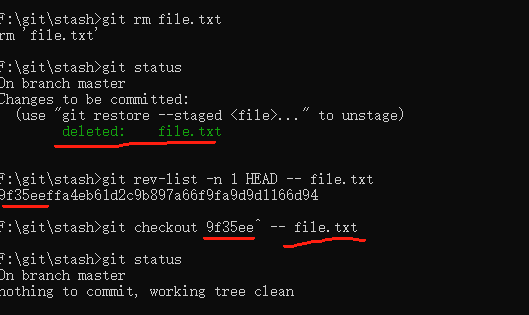 F:\git\stash>git rm file.txt
rm 'file.txt'
F:\git\stash>git status
On branch master
Changes to be committed:
(use "git restore --staged <file>..." to unstage)
deleted:    file.txt
F:\git\stash>git rev-list -n 1 HEAD -- file.txt
9f35eeffa4eb61d2c9b897a66f9fa9d9d1166d94
F:\git\stash>git checkout 9f35ee^ -- file.txt
F:\git\stash>git status
On branch master
nothing to commit, working tree clean